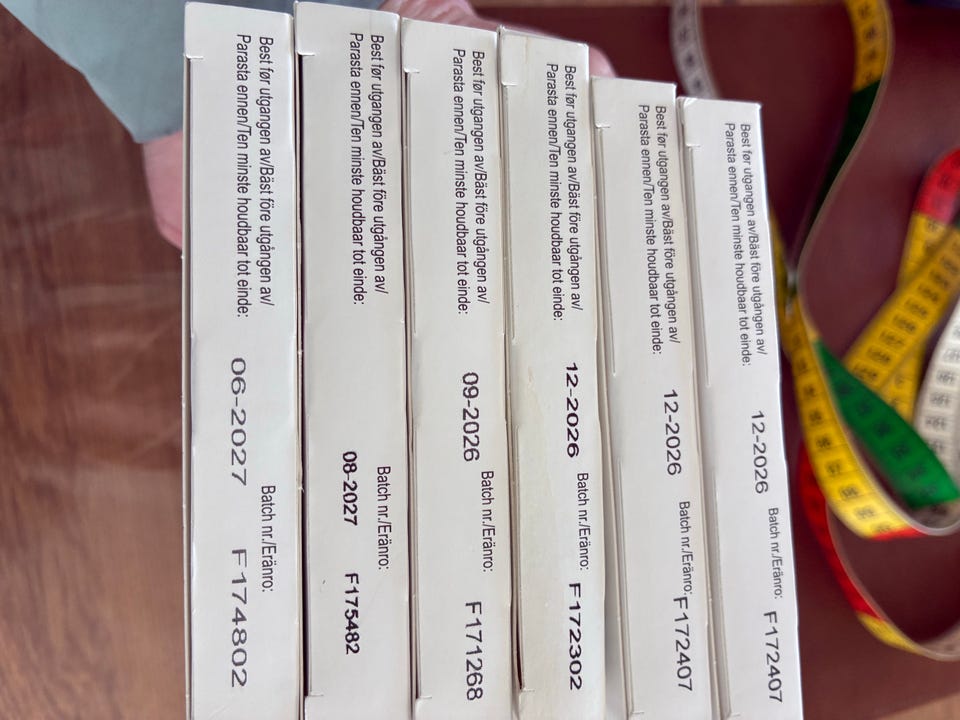 Best før utgangen av/Bäst före utgången av/
Parasta ennen/Ten minste houdbaar tot einde:
12-2026
Batch nr./Eränro:
F172407
Best før utgangen av/Bäst före utgången av/
Parasta ennen/Ten minste houdbaar tot einde:
12-2026
Batch nr./Eränro:
F172407
Best før utgangen av/Bäst före utgången av/
Parasta ennen/Ten minste houdbaar tot einde:
12-2026
Batch nr./Eränro:
F172302
Best før utgangen av/Bäst före utgången av/
Parasta ennen/Ten minste houdbaar tot einde:
09-2026
Batch nr./Eränro:
F171268
Best før utgangen av/Bäst före utgången av/
Parasta ennen/Ten minste houdbaar tot einde:
08-2027
Batch nr./Eränro:
F175482
Best før utgangen av/Bäst före utgången av/
Parasta ennen/Ten minste houdbaar tot einde:
06-2027
Batch nr./Eränro:
F174802